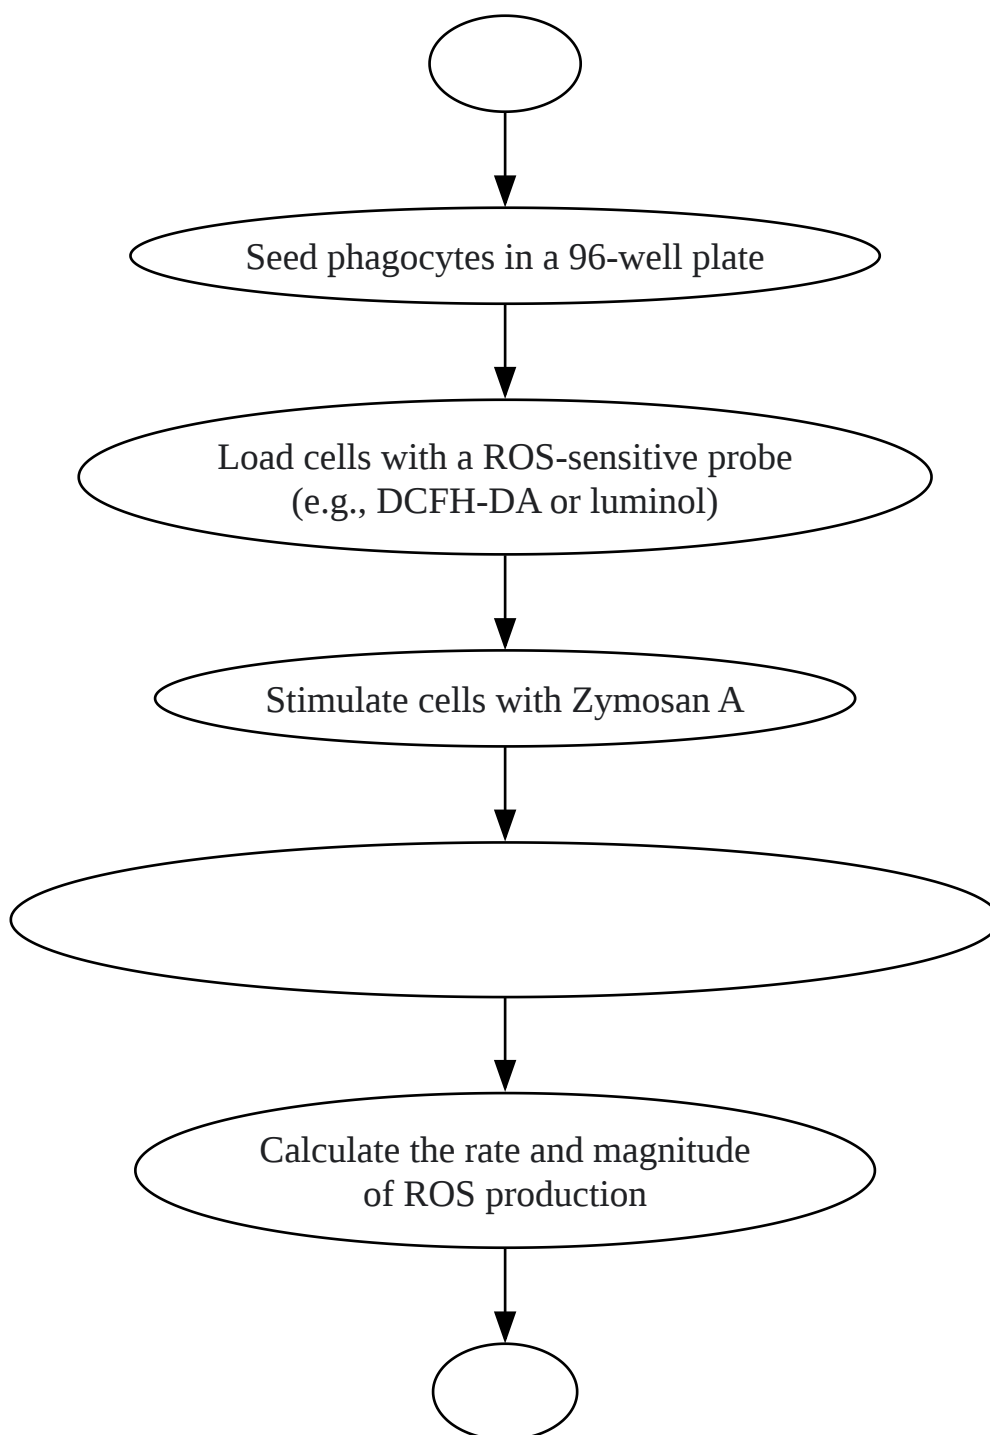 Seed phagocytes in a 96-well plate
Load cells with a ROS-sensitive probe
(e.g., DCFH-DA or luminol)
Stimulate cells with Zymosan A
Calculate the rate and magnitude
of ROS production